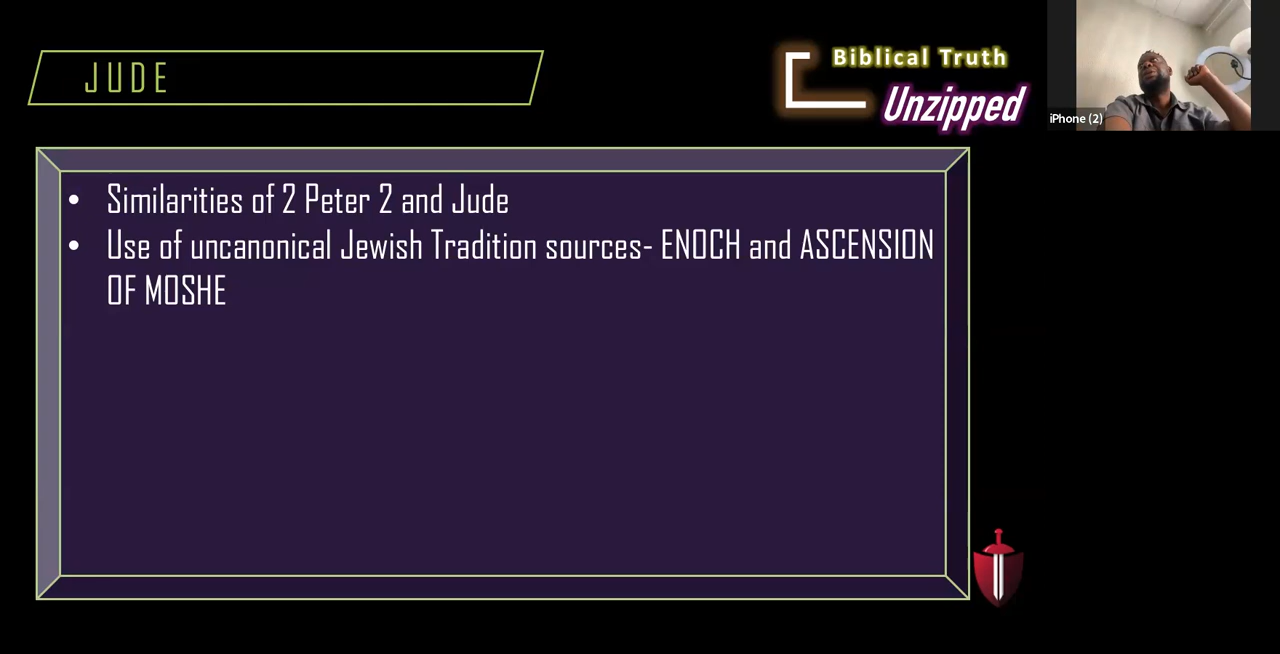 JUDE
Biblical Truth
Unzipped
iPhone (2)
• Similarities of 2 Peter 2 and Jude
• Use of uncanonical Jewish Tradition sources- ENOCH and ASCENSION
OF MOSHE